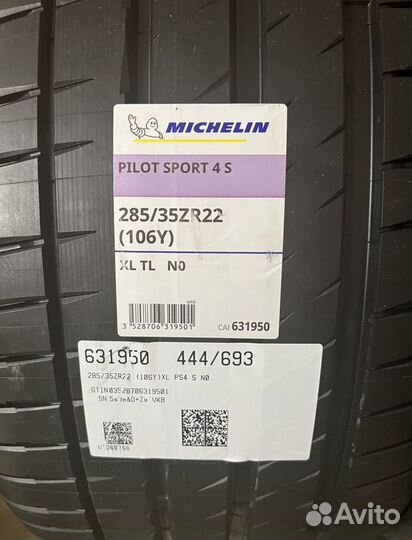 MICHELIN
PILOT SPORT 4 S
285/35ZR22
(106Y)
XL TL N0
3 528706 319501
CAI 631950
631950 444/693
285/35ZR22 (106Y)XL PS4 S N0
GTIN03528706319501
Avito